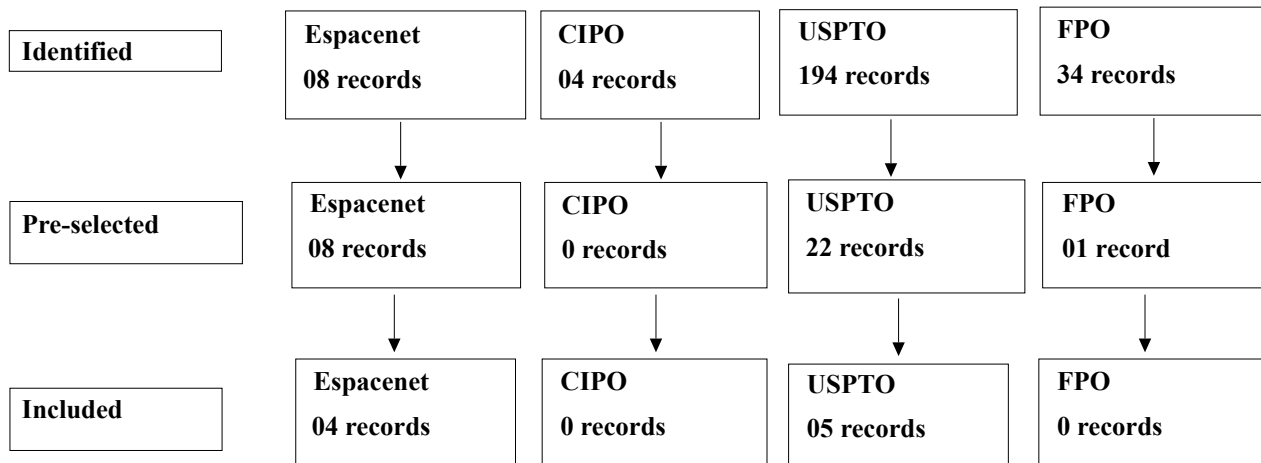 Identified
Espacenet
08 records
CIPO
04 records
USPTO
194 records
FPO
34 records
Pre-selected
Espacenet
08 records
CIPO
0 records
USPTO
22 records
FPO
01 record
Included
Espacenet
04 records
CIPO
0 records
USPTO
05 records
FPO
0 records